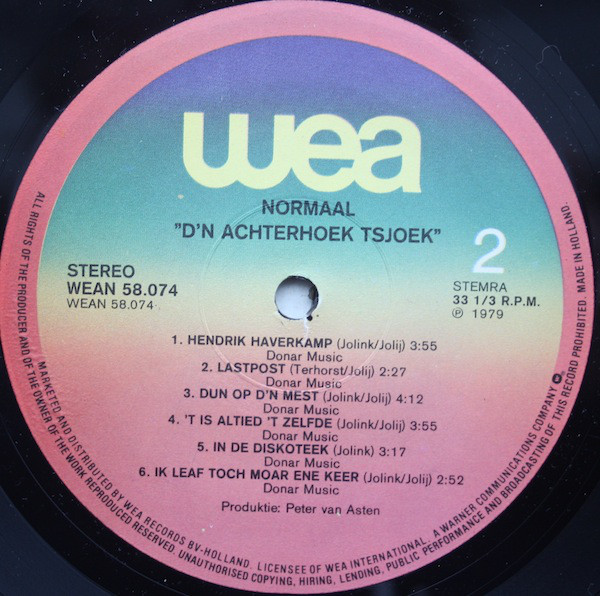 wea
NORMAAL
"D'N ACHTERHOEK TSJOEK"
2
STEREO
WEAN 58.074
WEAN 58.074
STEMRA
33 1/3 R.P.M.
℗ 1979
1. HENDRIK HAVERKAMP (Jolink/Jolij) 3:55
Donar Music
2. LASTPOST (Terhorst/Jolij) 2:27
Donar Music
3. DUN OP D'N MEST (Jolink/Jolij) 4:12
Donar Music
4. 'T IS ALTIED 'T ZELFDE (Jolink/Jolij) 3:55
Donar Music
5. IN DE DISKOTEEK (Jolink) 3:17
Donar Music
6. IK LEAF TOCH MOAR ENE KEER (Jolink/Jolij) 2:52
Donar Music
Produktie: Peter van Asten
MARKETED AND DISTRIBUTED BY WEA RECORDS BV-HOLLAND. LICENSEE OF WEA INTERNATIONAL. A WARNER COMMUNICATIONS COMPANY
ALL RIGHTS OF THE PRODUCER AND OF THE OWNER OF THE WORK REPRODUCED RESERVED. UNAUTHORISED COPYING, HIRING, LENDING, PUBLIC PERFORMANCE AND BROADCASTING OF THIS RECORD PROHIBITED. MADE IN HOLLAND.